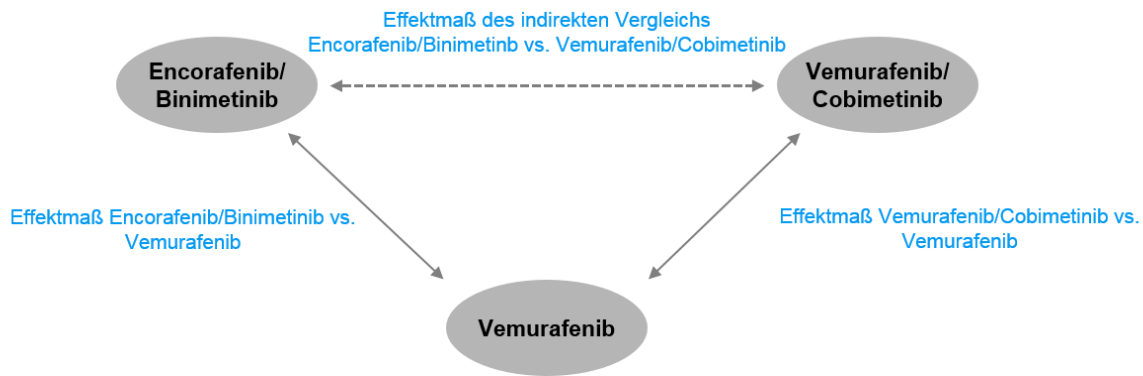 Effektmaß des indirekten Vergleichs
Encorafenib/Binimetinb vs. Vemurafenib/Cobimetinib
Encorafenib/
Binimetinib
Vemurafenib/
Cobimetinib
Effektmaß Encorafenib/Binimetinib vs.
Vemurafenib
Effektmaß Vemurafenib/Cobimetinib vs.
Vemurafenib
Vemurafenib